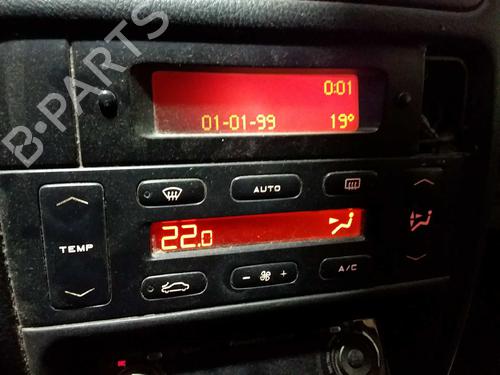 B-PARTS
0:01
01-01-99 19°
AUTO
TEMP
22.0
- +
A/C